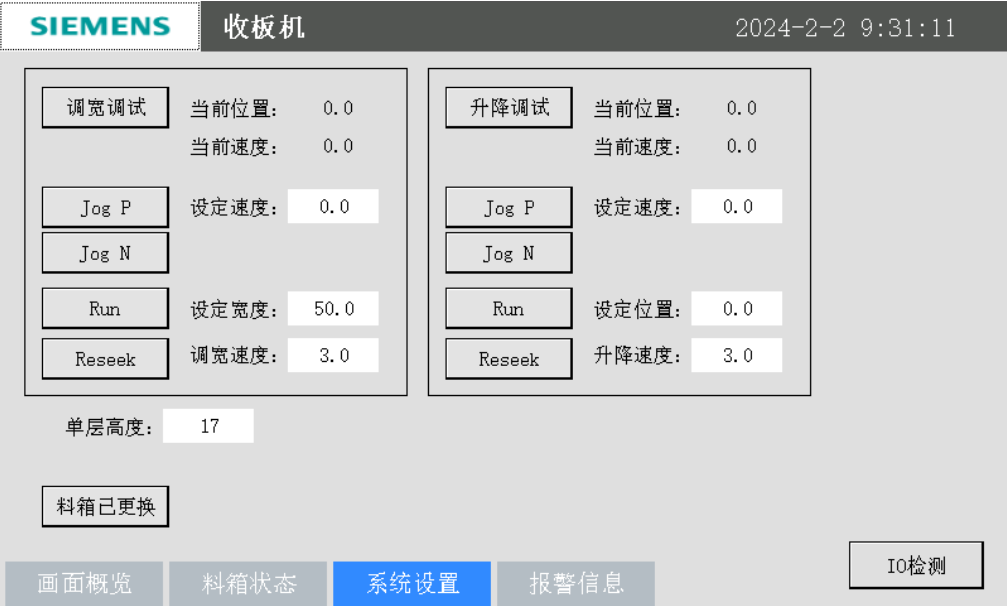 SIEMENS 收板机 2024-2-2 9:31:11
调宽调试 当前位置: 0.0
当前速度: 0.0
Jog P 设定速度: 0.0
Jog N
Run 设定宽度: 50.0
Reseek 调宽速度: 3.0
升降调试 当前位置: 0.0
当前速度: 0.0
Jog P 设定速度: 0.0
Jog N
Run 设定位置: 0.0
Reseek 升降速度: 3.0
单层高度: 17
料箱已更换
IO检测
画面概览 料箱状态 系统设置 报警信息